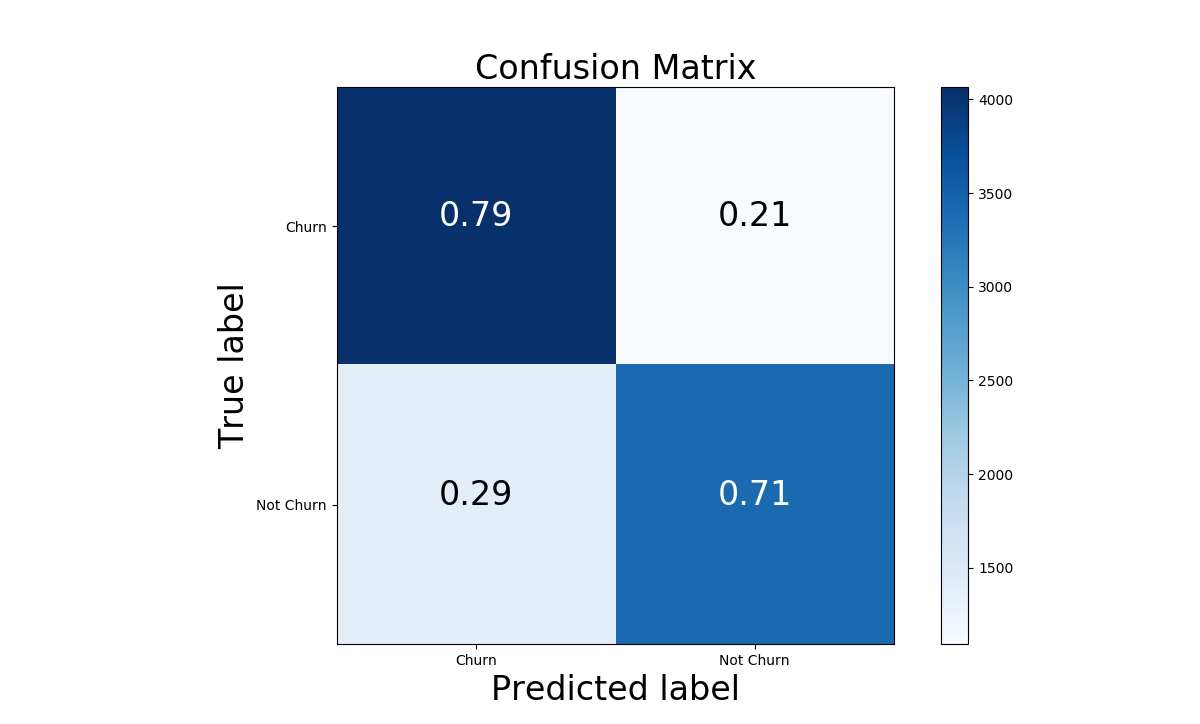 Confusion Matrix
True label
Churn
Not Churn
0.79
0.21
0.29
0.71
Churn
Not Churn
Predicted label
4000
3500
3000
2500
2000
1500